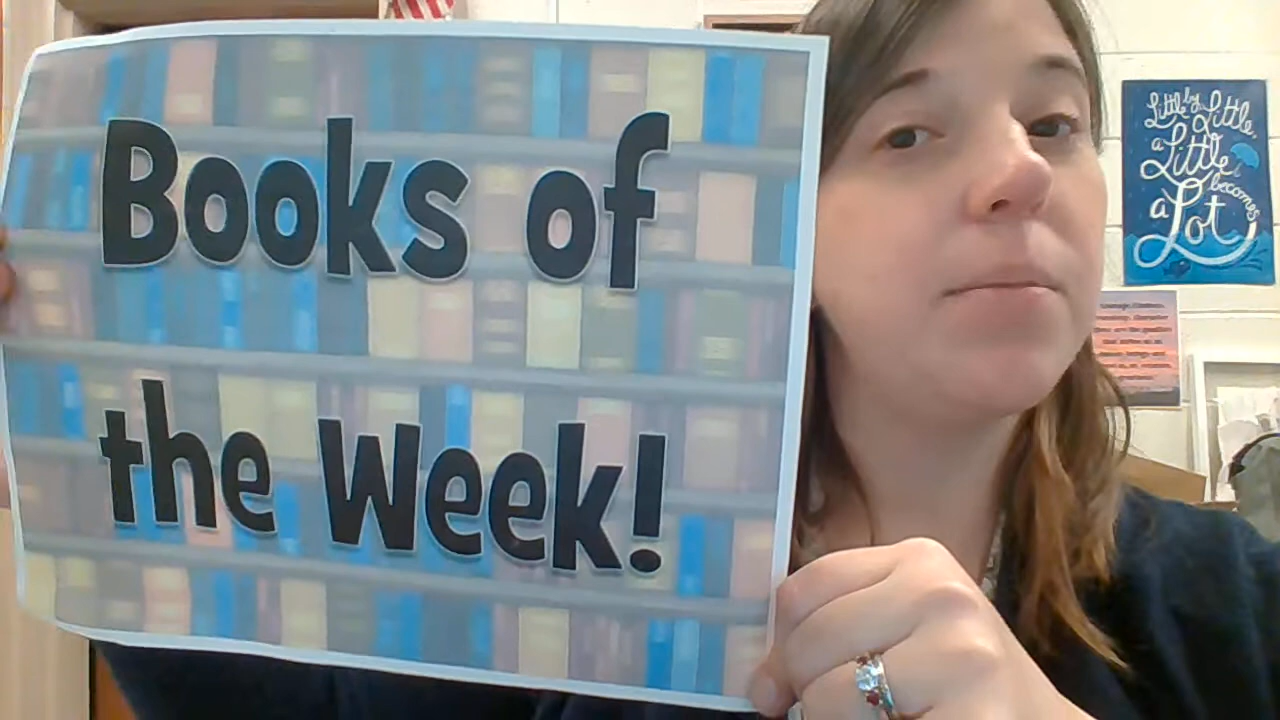 Books of
the Week!
Little by Little,
a Little
becomes
a Lot